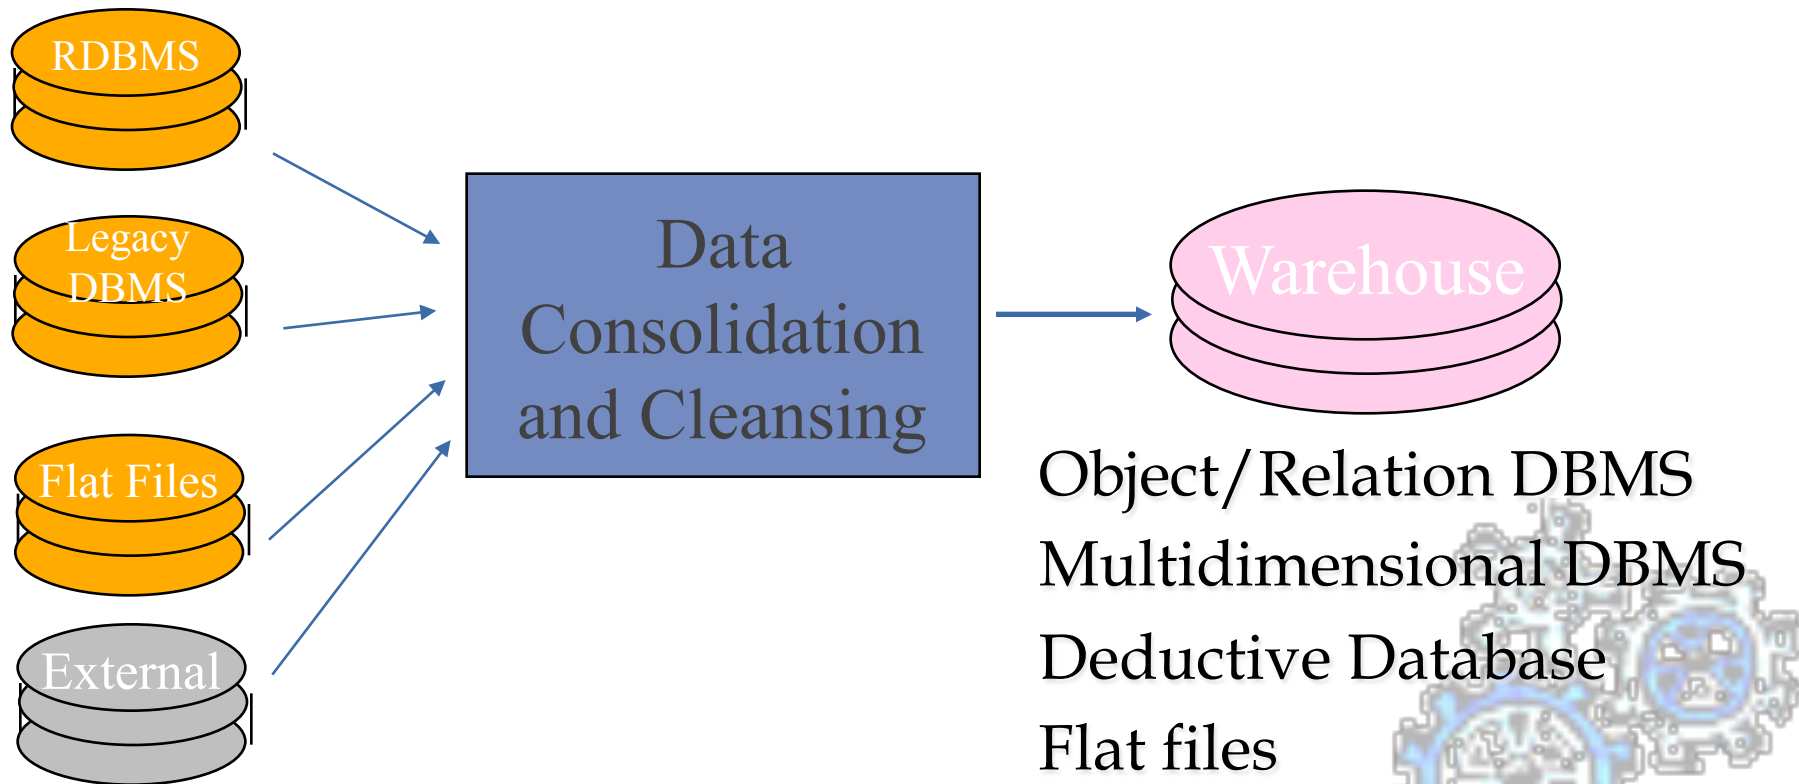 RDBMS
Legacy
DBMS
Flat Files
External
Data
Consolidation
and Cleansing
Warehouse
Object/Relation DBMS
Multidimensional DBMS
Deductive Database
Flat files